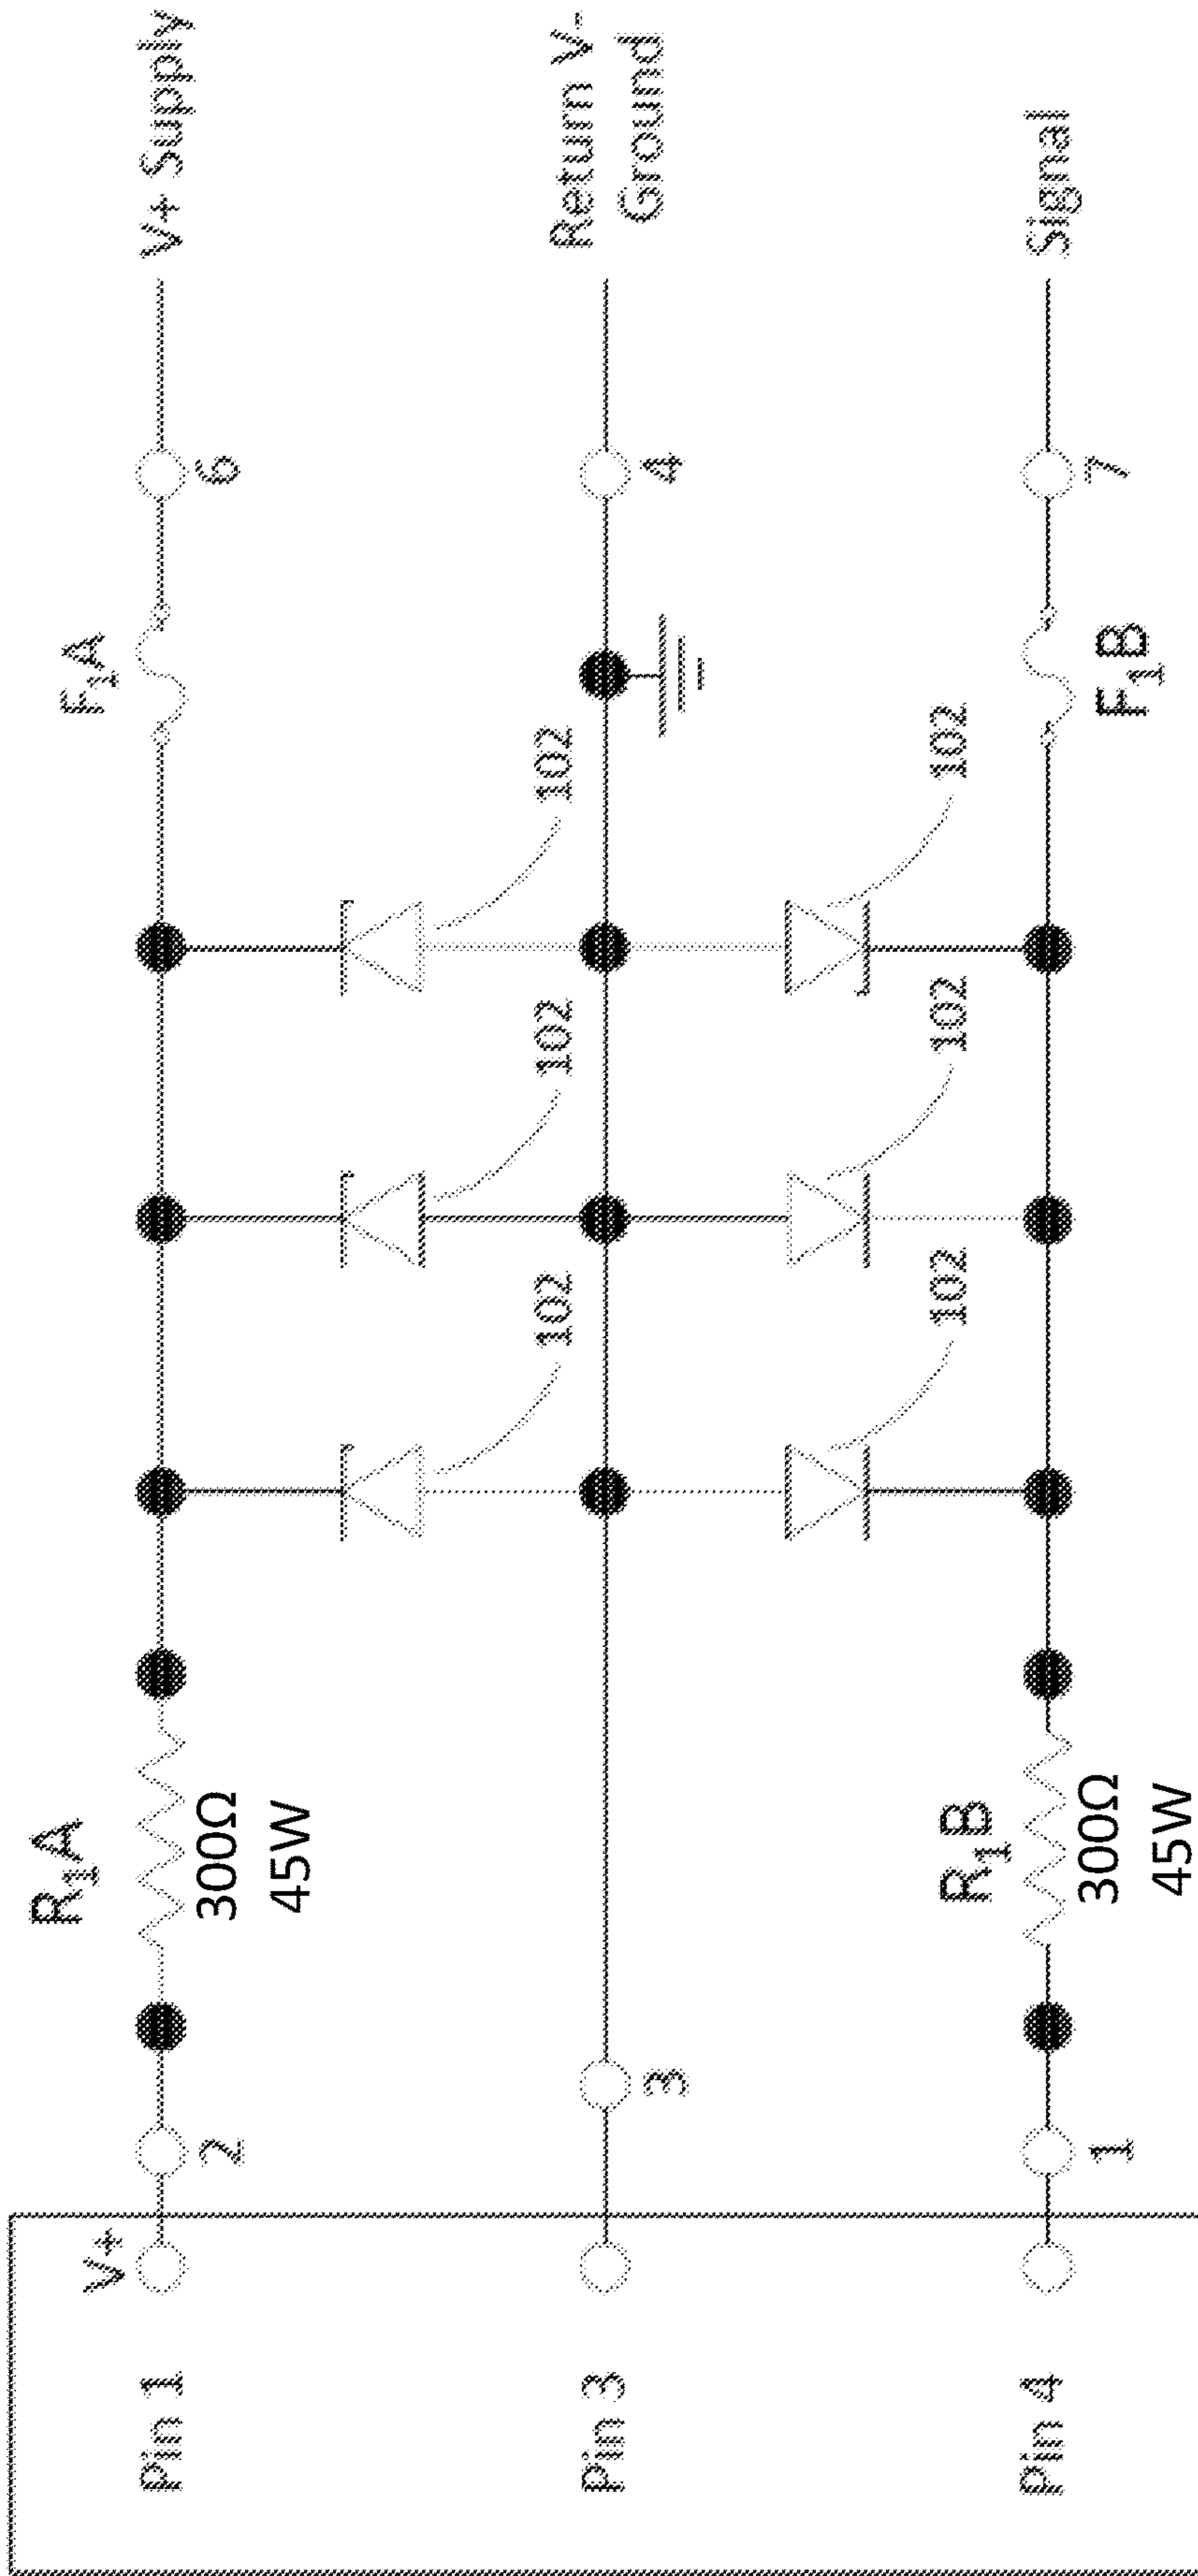 V+ Supply
F₁A
6
R₁A
300Ω
45W
2
V+
Pin 1
Return V-
Ground
4
102
102
102
3
Pin 3
102
102
102
Signal
7
F₁B
R₁B
300Ω
45W
1
Pin 4